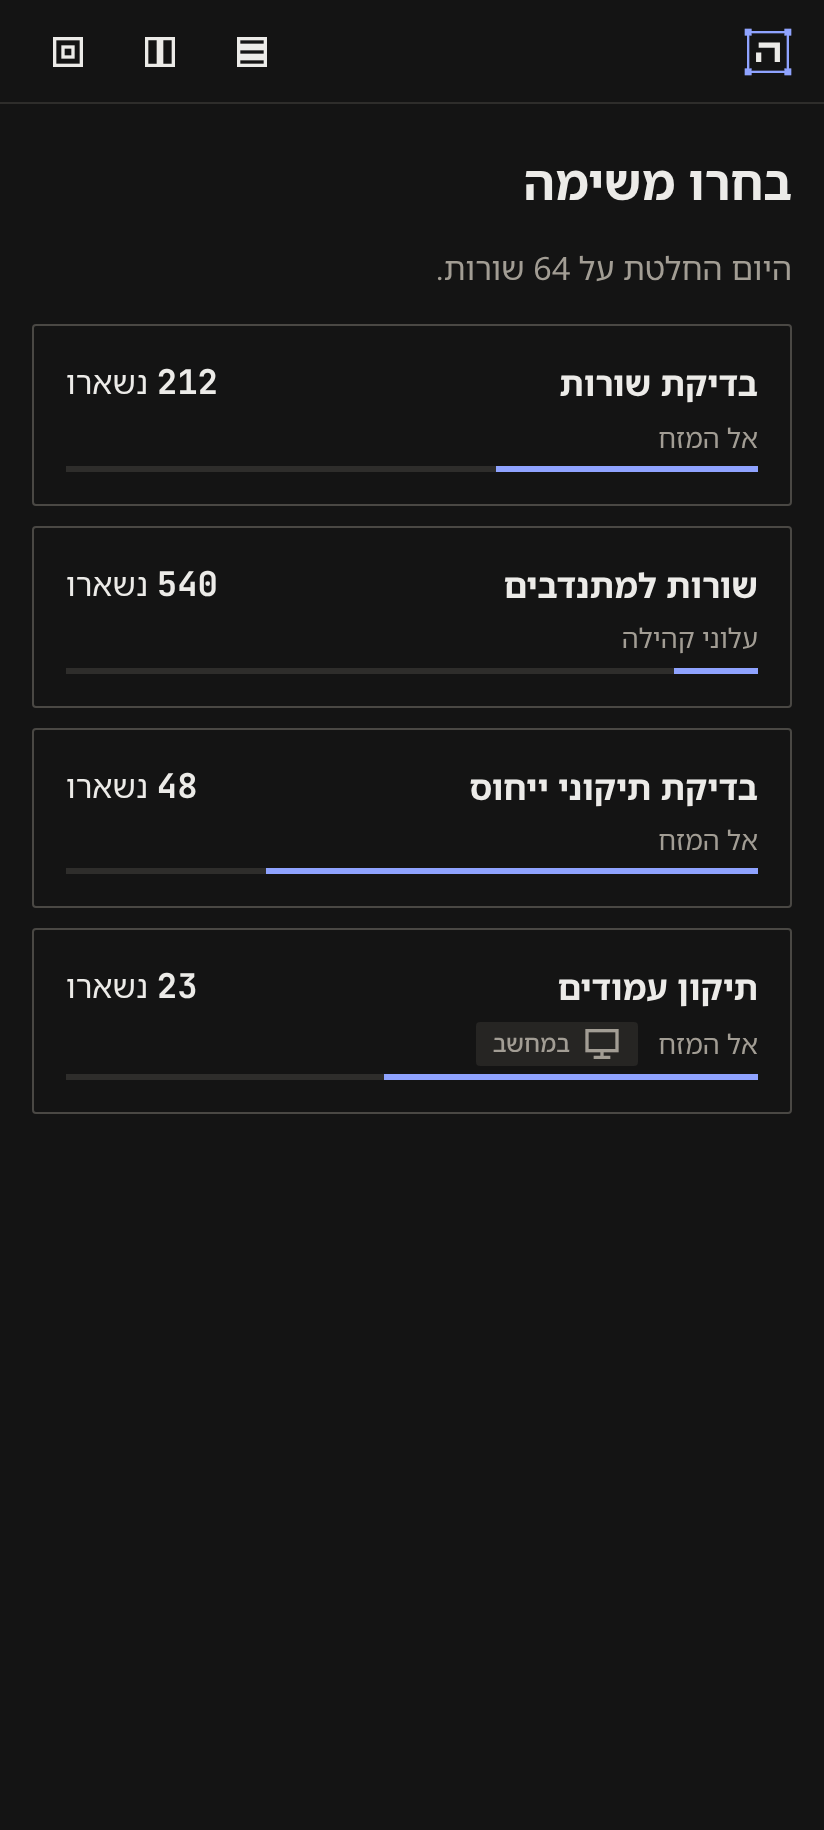 ה
בחרו משימה
היום החלטת על 64 שורות.
בדיקת שורות
212 נשארו
אל המזח
שורות למתנדבים
540 נשארו
עלוני קהילה
בדיקת תיקוני ייחוס
48 נשארו
אל המזח
תיקון עמודים
23 נשארו
אל המזח
במחשב